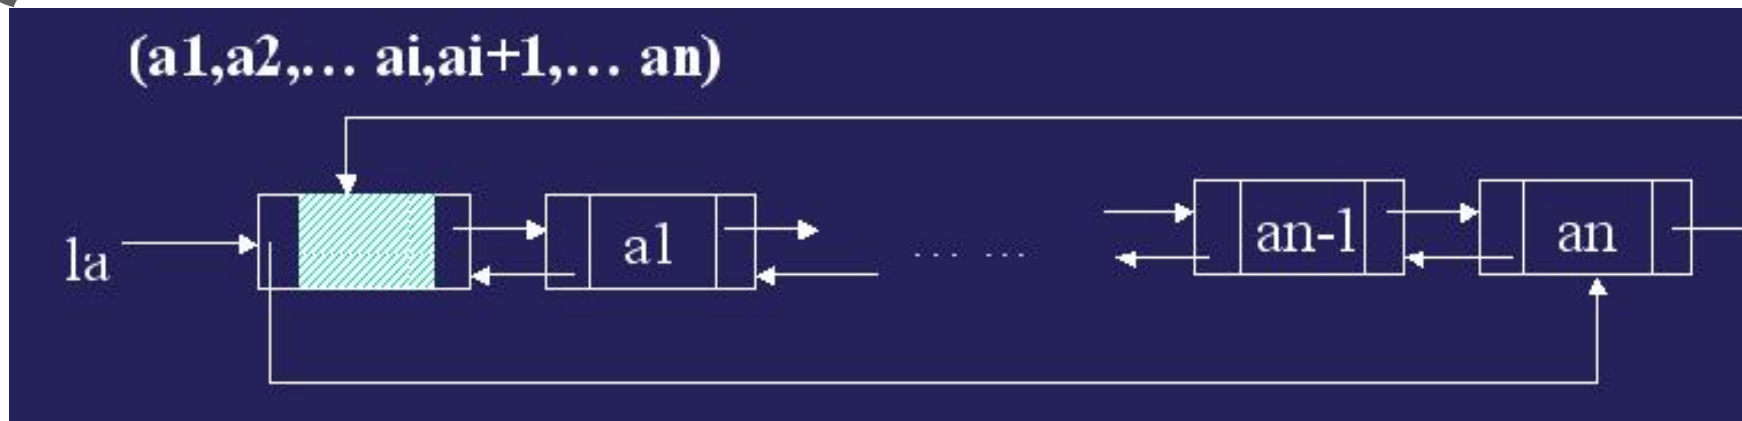 (a1,a2,… ai,ai+1,… an)
la
a1
… …
an-1
an